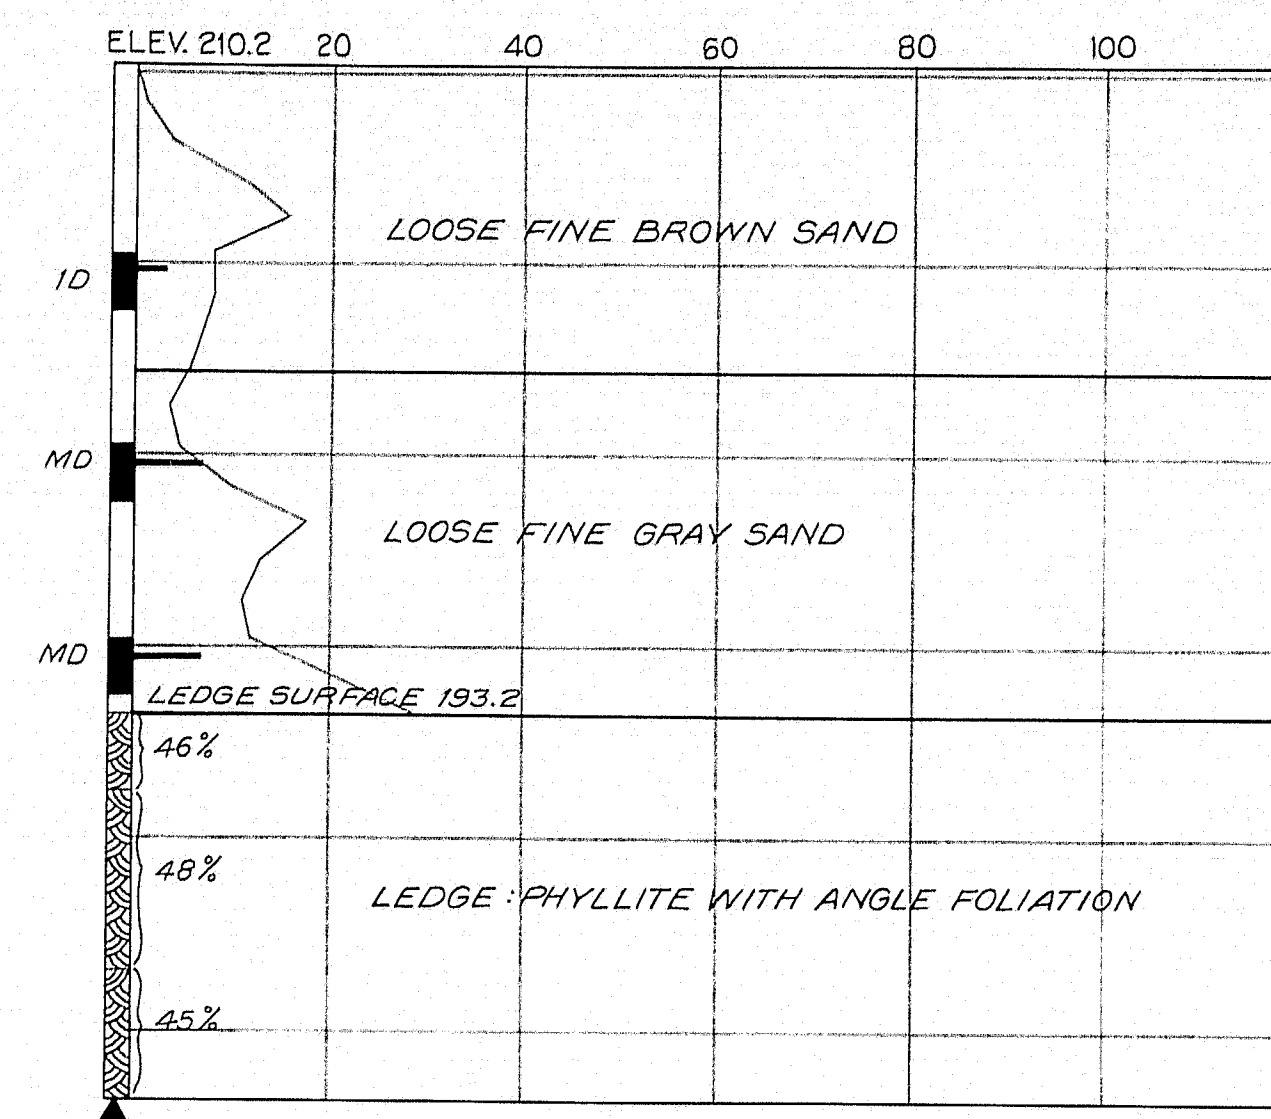 ELEV. 210.2 20 40 60 80 100
LOOSE FINE BROWN SAND
1D
MD
LOOSE FINE GRAY SAND
MD
LEDGE SURFACE 193.2
46%
48%
LEDGE : PHYLLITE WITH ANGLE FOLIATION
45%